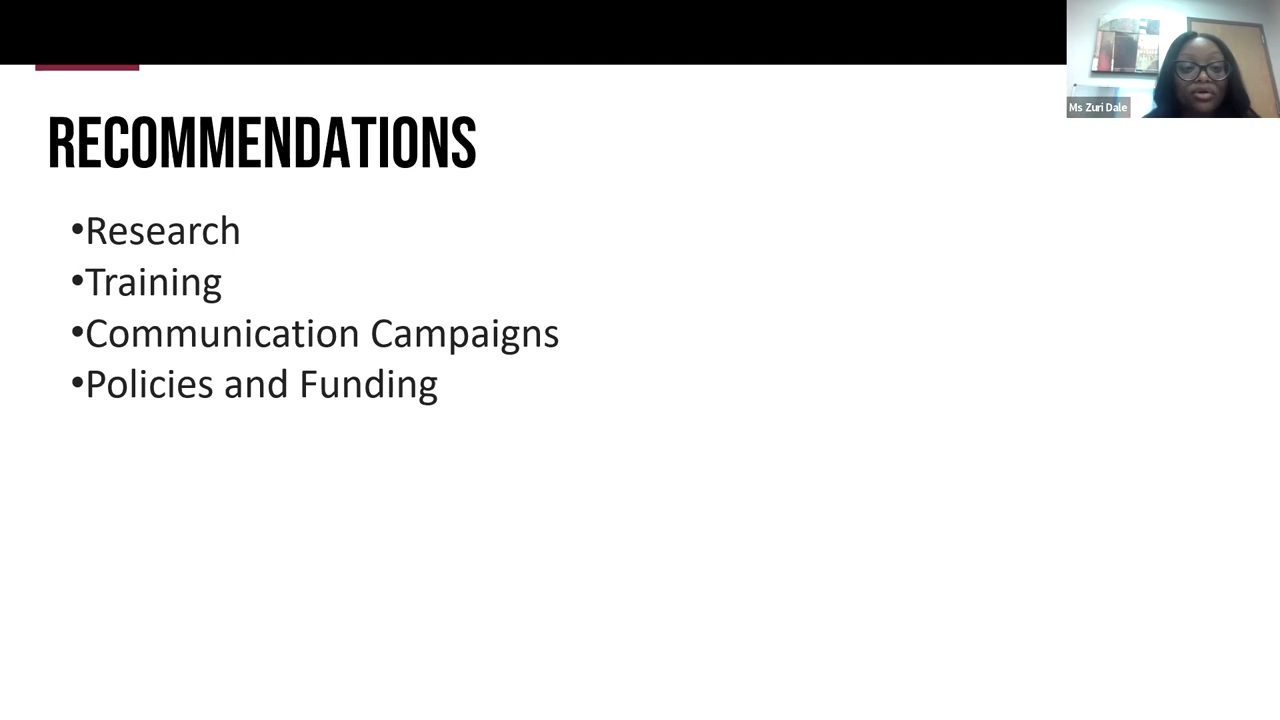 Ms Zuri Dale
RECOMMENDATIONS
•Research
•Training
•Communication Campaigns
•Policies and Funding